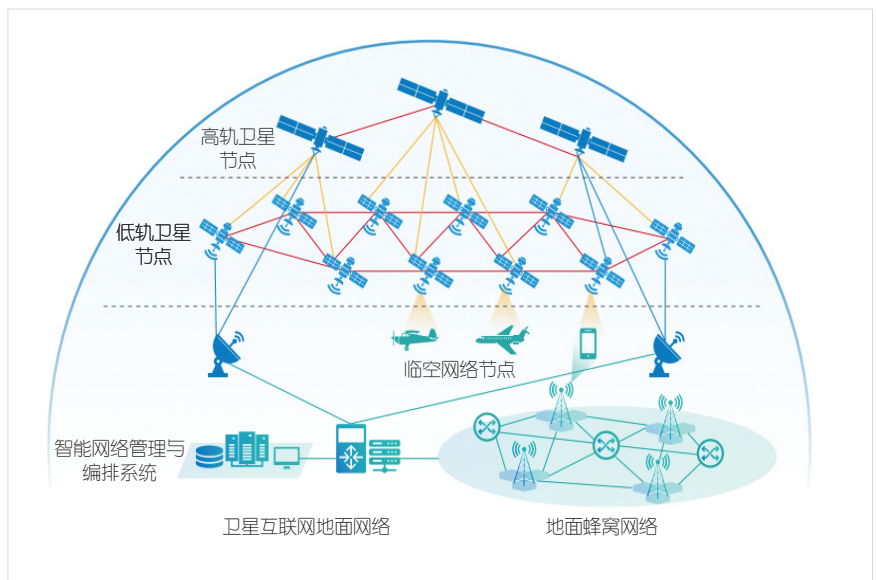 高轨卫星
节点
低轨卫星
节点
临空网络节点
智能网络管理与
编排系统
卫星互联网地面网络
地面蜂窝网络